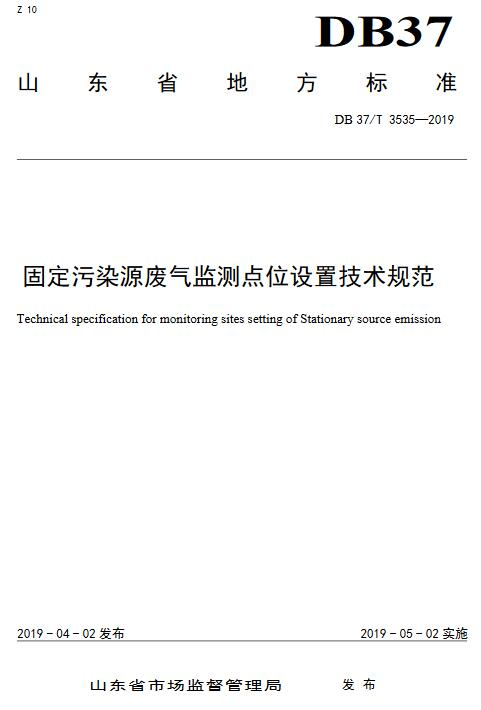 Z 10
DB37
山东省地方标准
DB 37/T 3535—2019
固定污染源废气监测点位设置技术规范
Technical specification for monitoring sites setting of Stationary source emission
2019-04-02 发布 2019-05-02 实施
山东省市场监督管理局 发布